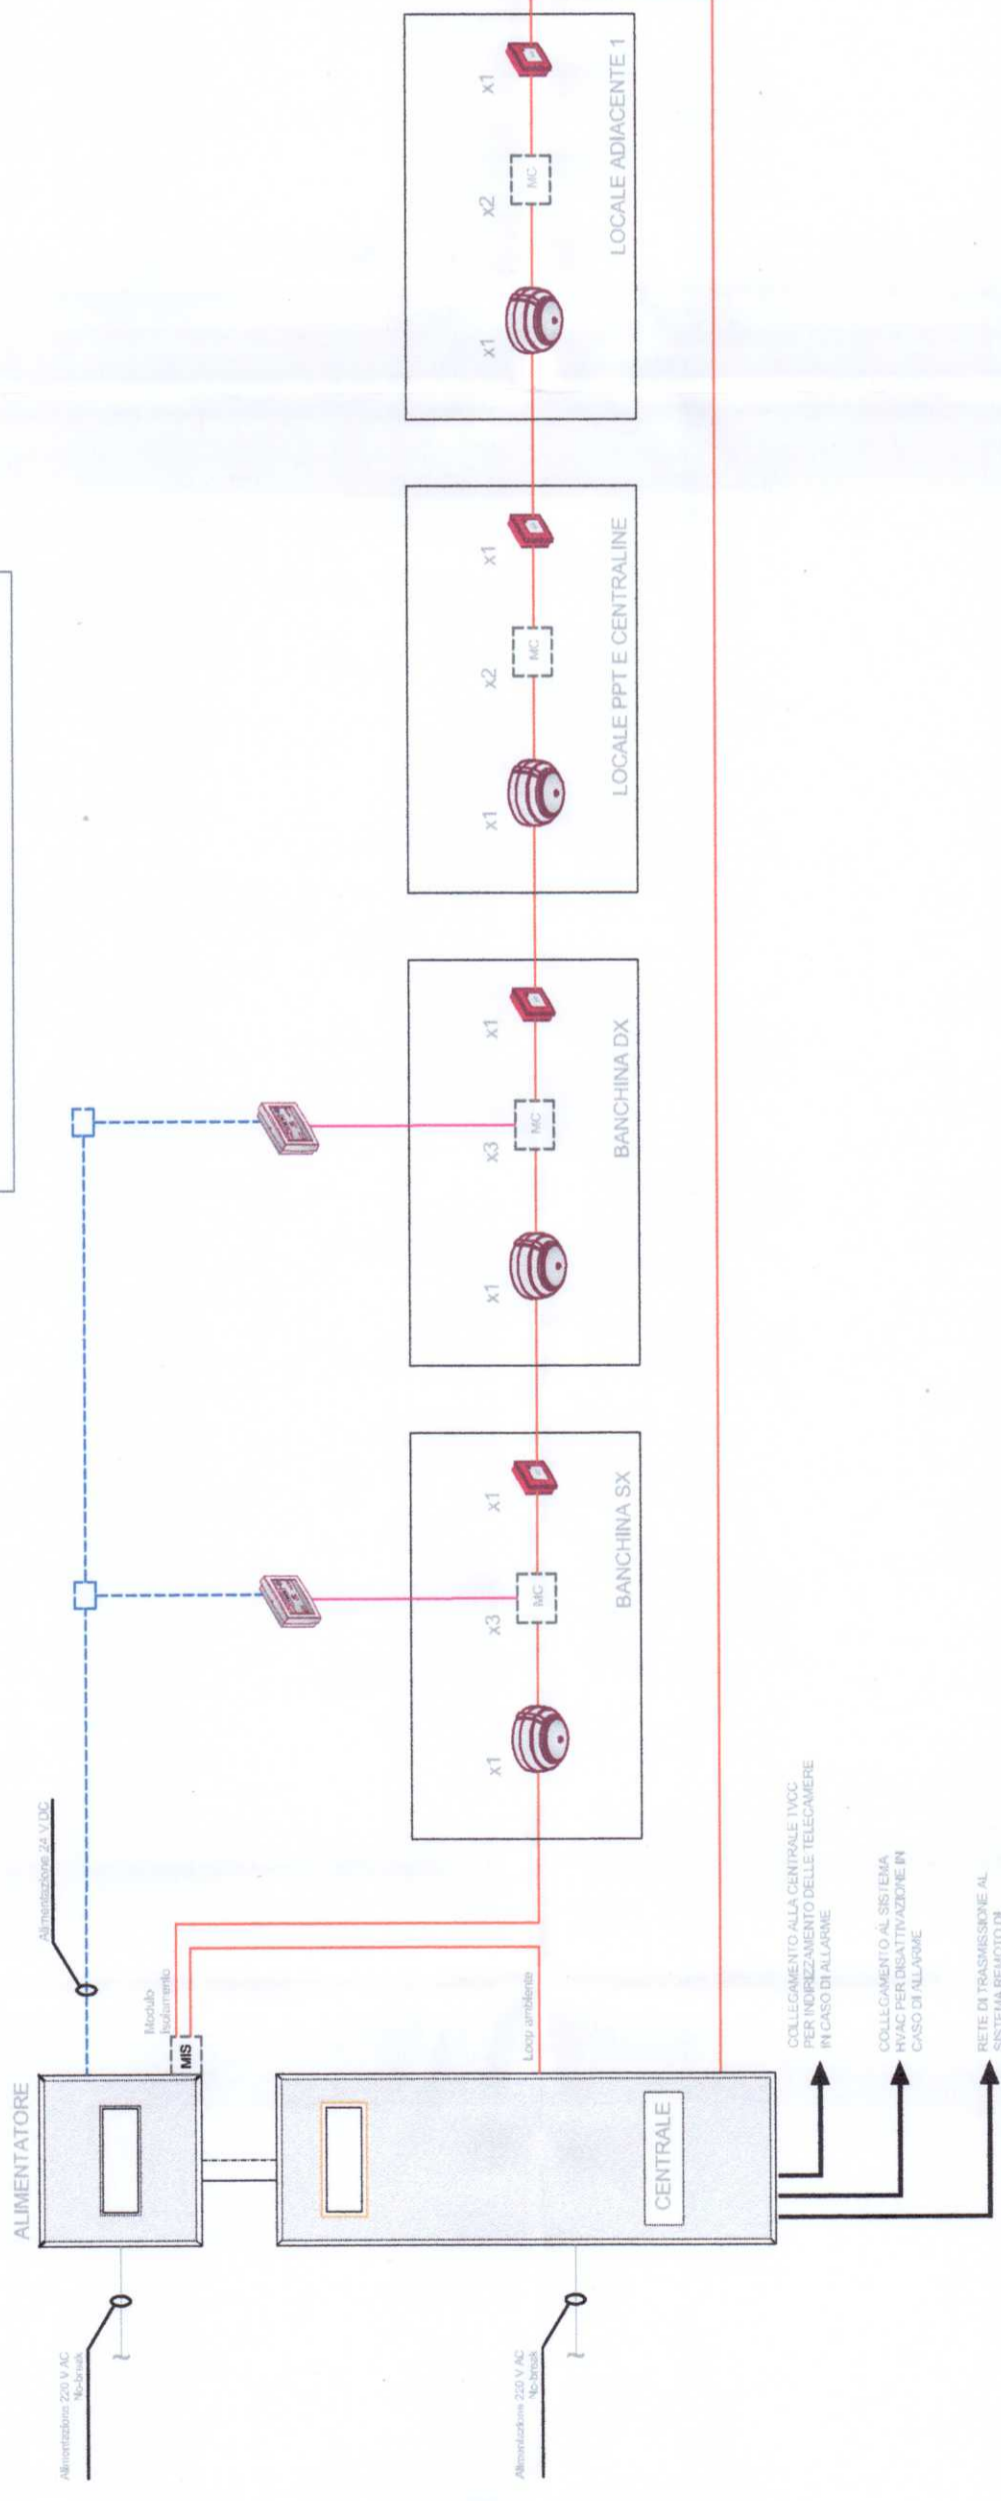 ALIMENTATORE
Alimentazione 220 V AC
No-break
Alimentazione 24 V DC
MIS
Modulo
Isolamento
Alimentazione 220 V AC
No-break
CENTRALE
Loop ambiente
x1
x3
x1
MC
BANCHINA SX
x1
x3
x1
MC
BANCHINA DX
x1
x2
x1
MC
LOCALE PPT E CENTRALINE
x1
x2
x1
MC
LOCALE ADIACENTE 1
COLLEGAMENTO ALLA CENTRALE TVCC
PER INDIRIZZAMENTO DELLE TELECAMERE
IN CASO DI ALLARME
COLLEGAMENTO AL SISTEMA
HVAC PER DISATTIVAZIONE IN
CASO DI ALLARME
RETE DI TRASMISSIONE AL
SISTEMA REMOTO DI